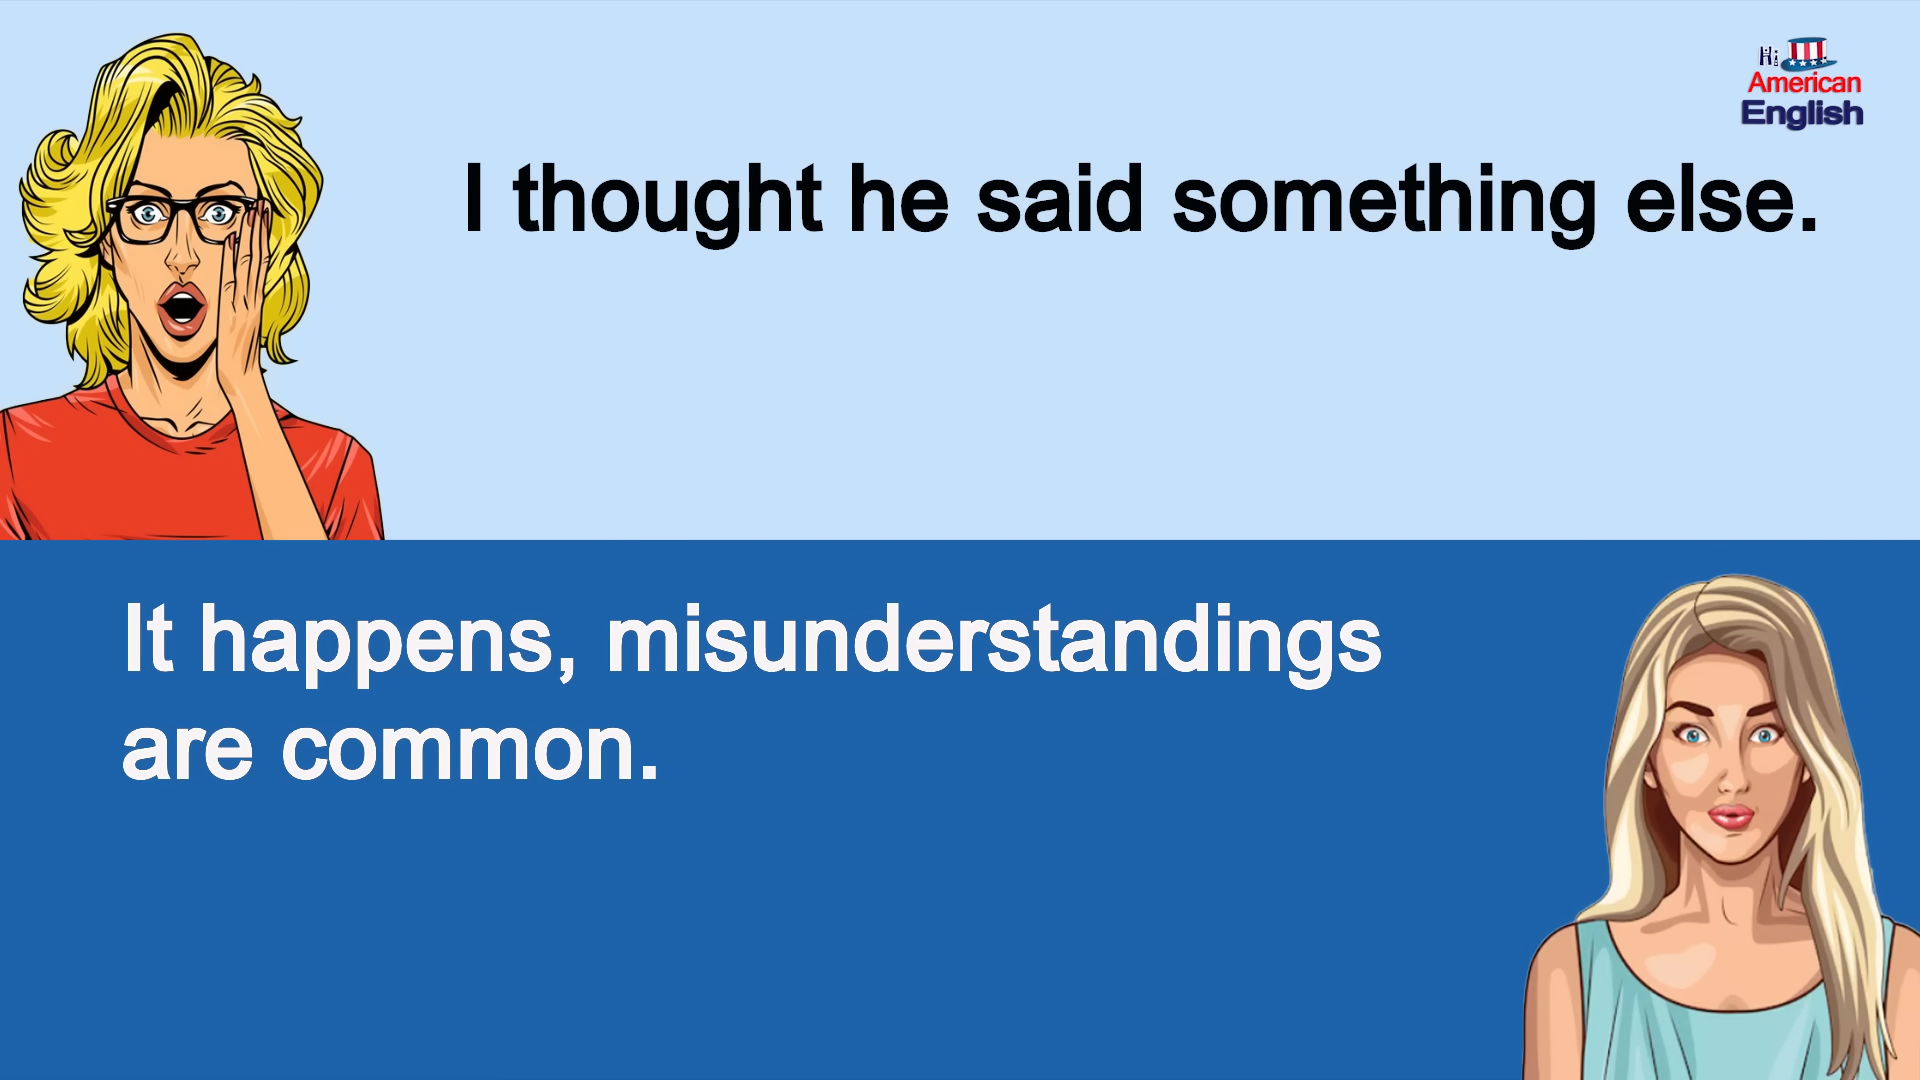 Hi
American
English
I thought he said something else.
It happens, misunderstandings
are common.